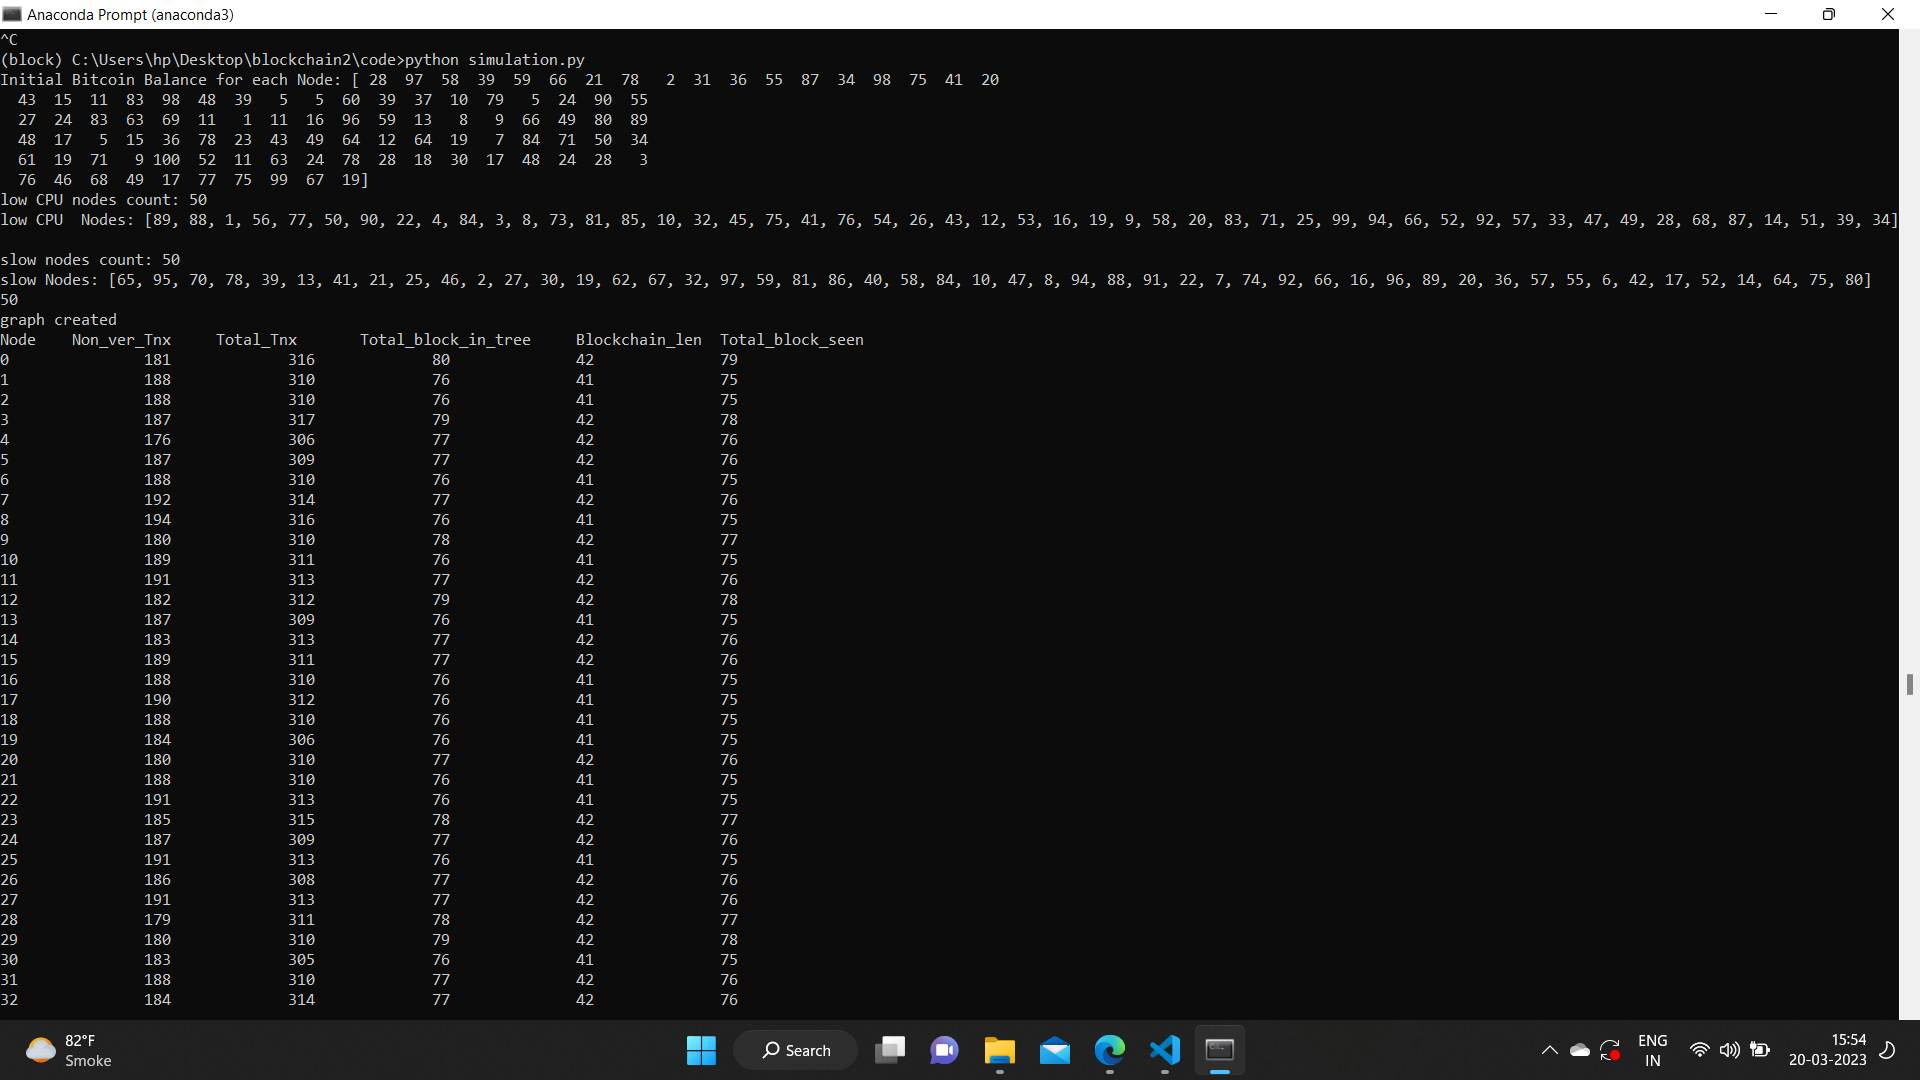 Anaconda Prompt (anaconda3)
^C
(block) C:\Users\hp\Desktop\blockchain2\code>python simulation.py
Initial Bitcoin Balance for each Node: [ 28  97  58  39  59  66  21  78   2  31  36  55  87  34  98  75  41  20
  43  15  11  83  98  48  39   5   5  60  39  37  10  79   5  24  90  55
  27  24  83  63  69  11   1  11  16  96  59  13   8   9  66  49  80  89
  48  17   5  15  36  78  23  43  49  64  12  64  19   7  84  71  50  34
  61  19  71   9 100  52  11  63  24  78  28  18  30  17  48  24  28   3
  76  46  68  49  17  77  75  99  67  19]
low CPU nodes count: 50
low CPU  Nodes: [89, 88, 1, 56, 77, 50, 90, 22, 4, 84, 3, 8, 73, 81, 85, 10, 32, 45, 75, 41, 76, 54, 26, 43, 12, 53, 16, 19, 9, 58, 20, 83, 71, 25, 99, 94, 66, 52, 92, 57, 33, 47, 49, 28, 68, 87, 14, 51, 39, 34]
slow nodes count: 50
slow Nodes: [65, 95, 70, 78, 39, 13, 41, 21, 25, 46, 2, 27, 30, 19, 62, 67, 32, 97, 59, 81, 86, 40, 58, 84, 10, 47, 8, 94, 88, 91, 22, 7, 74, 92, 66, 16, 96, 89, 20, 36, 57, 55, 6, 42, 17, 52, 14, 64, 75, 80]
50
graph created
Node    Non_ver_Tnx     Total_Tnx       Total_block_in_tree     Blockchain_len  Total_block_seen
0               181             316             80              42              79
1               188             310             76              41              75
2               188             310             76              41              75
3               187             317             79              42              78
4               176             306             77              42              76
5               187             309             77              42              76
6               188             310             76              41              75
7               192             314             77              42              76
8               194             316             76              41              75
9               180             310             78              42              77
10              189             311             76              41              75
11              191             313             77              42              76
12              182             312             79              42              78
13              187             309             76              41              75
14              183             313             77              42              76
15              189             311             77              42              76
16              188             310             76              41              75
17              190             312             76              41              75
18              188             310             76              41              75
19              184             306             76              41              75
20              180             310             77              42              76
21              188             310             76              41              75
22              191             313             76              41              75
23              185             315             78              42              77
24              187             309             77              42              76
25              191             313             76              41              75
26              186             308             77              42              76
27              191             313             77              42              76
28              179             311             78              42              77
29              180             310             79              42              78
30              183             305             76              41              75
31              188             310             77              42              76
32              184             314             77              42              76
82°F
Smoke
Search
ENG
IN
15:54
20-03-2023